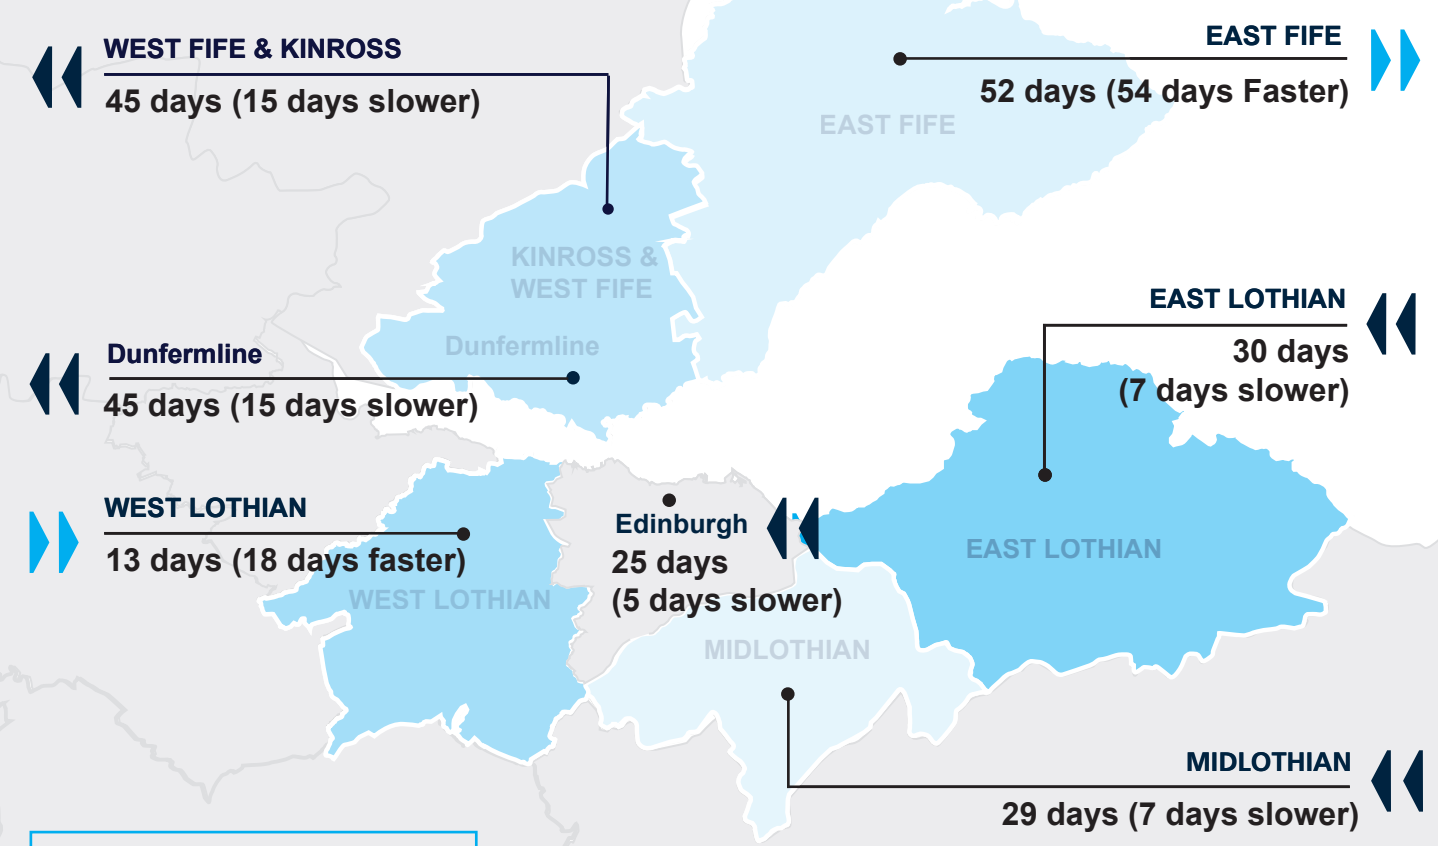 WEST FIFE & KINROSS
45 days (15 days slower)
EAST FIFE
52 days (54 days Faster)
EAST FIFE
KINROSS &
WEST FIFE
Dunfermline
Dunfermline
45 days (15 days slower)
EAST LOTHIAN
30 days
(7 days slower)
WEST LOTHIAN
13 days (18 days faster)
WEST LOTHIAN
Edinburgh
25 days
(5 days slower)
EAST LOTHIAN
MIDLOTHIAN
MIDLOTHIAN
29 days (7 days slower)